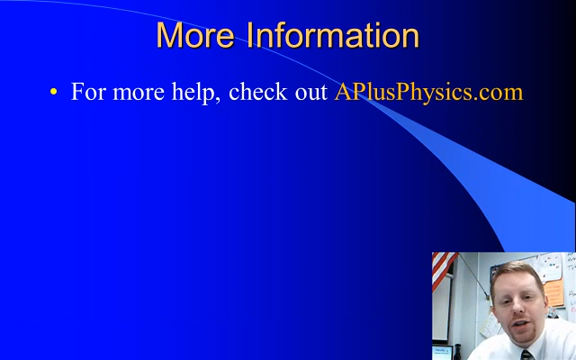 More Information
• For more help, check out APlusPhysics.com